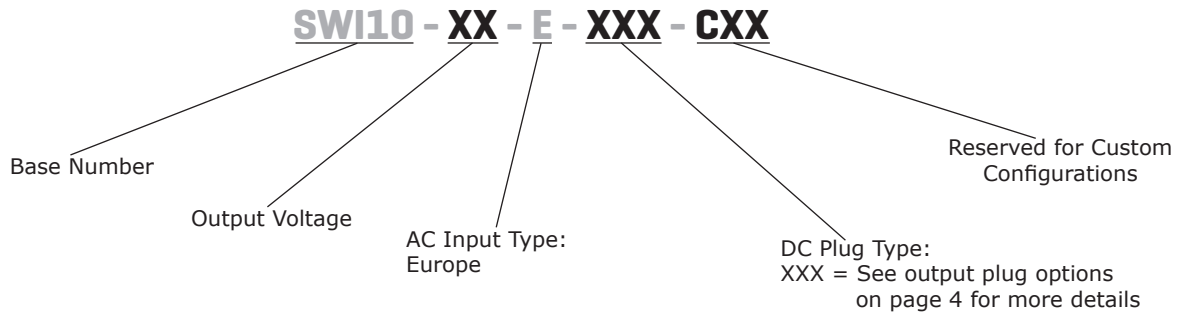 SWI10 - XX - E - XXX - CXX
Base Number
Output Voltage
AC Input Type:
Europe
DC Plug Type:
XXX = See output plug options
on page 4 for more details
Reserved for Custom
Configurations